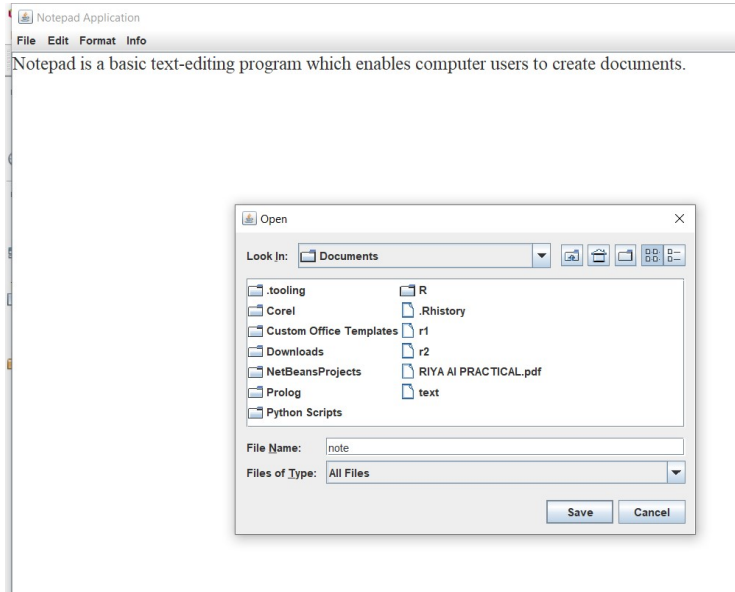 Notepad Application
File Edit Format Info
Notepad is a basic text-editing program which enables computer users to create documents.
Open
Look In: Documents
.tooling R
Corel .Rhistory
Custom Office Templates r1
Downloads r2
NetBeansProjects RIYA AI PRACTICAL.pdf
Prolog text
Python Scripts
File Name: note
Files of Type: All Files
Save Cancel